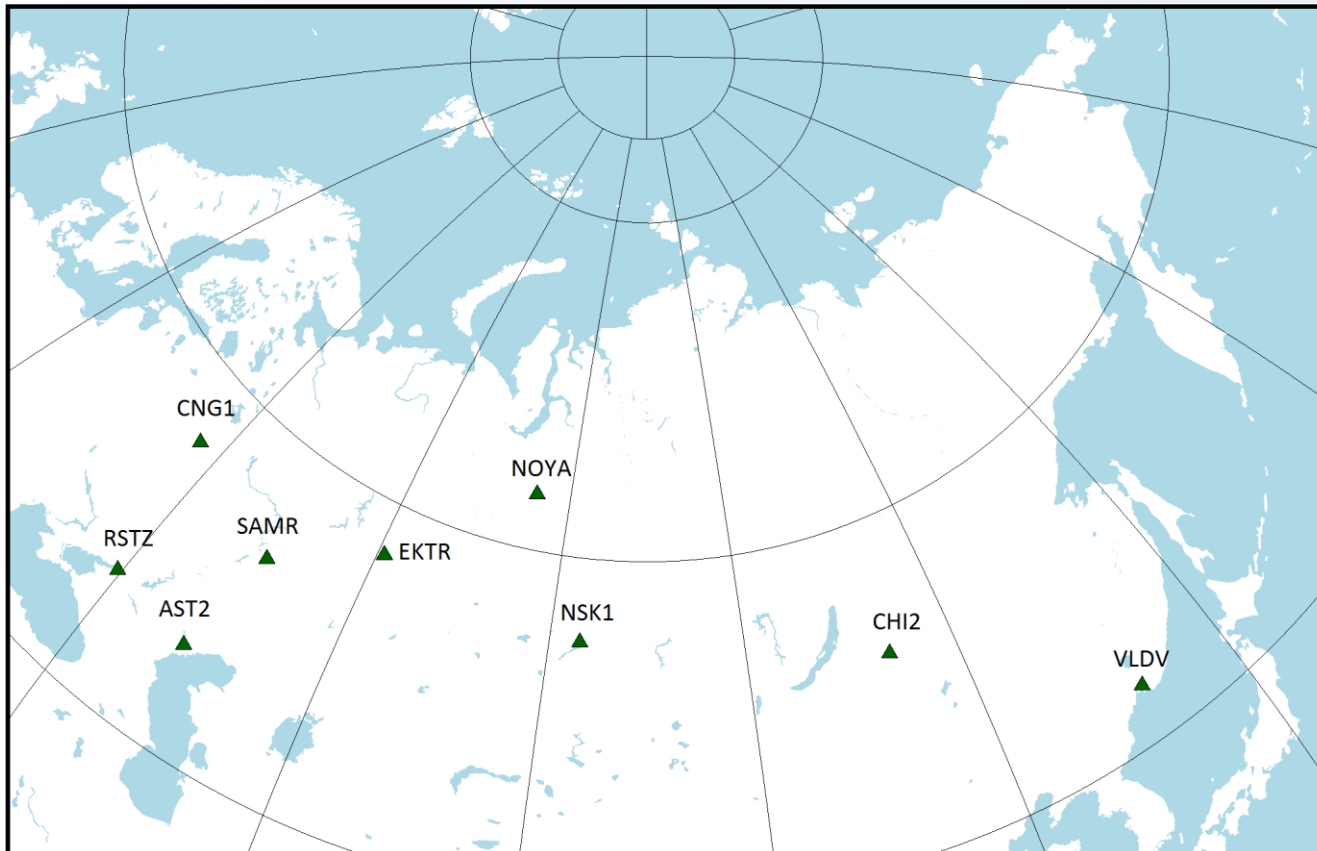 CNG1
NOYA
RSTZ
SAMR
EKTR
AST2
NSK1
CHI2
VLDV